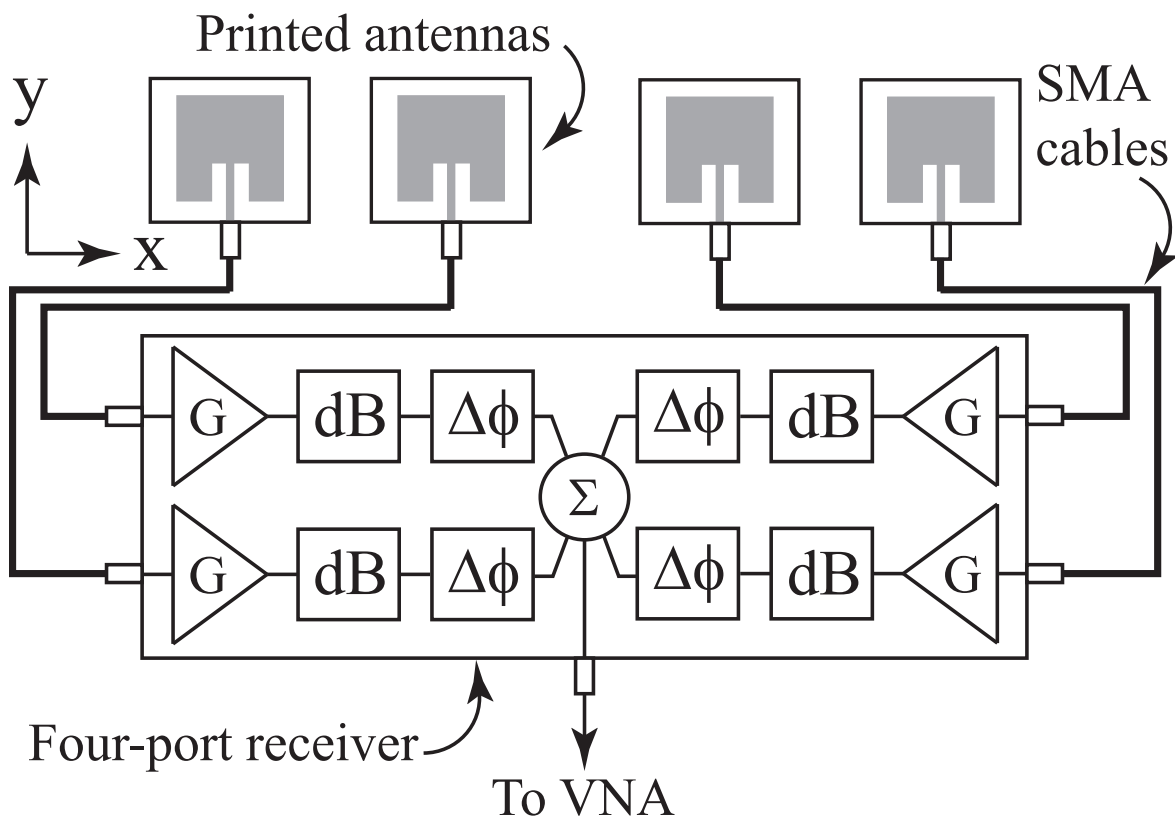 Printed antennas
SMA
cables
y
x
G dB Δϕ Δϕ dB G
Σ
G dB Δϕ Δϕ dB G
Four-port receiver
To VNA